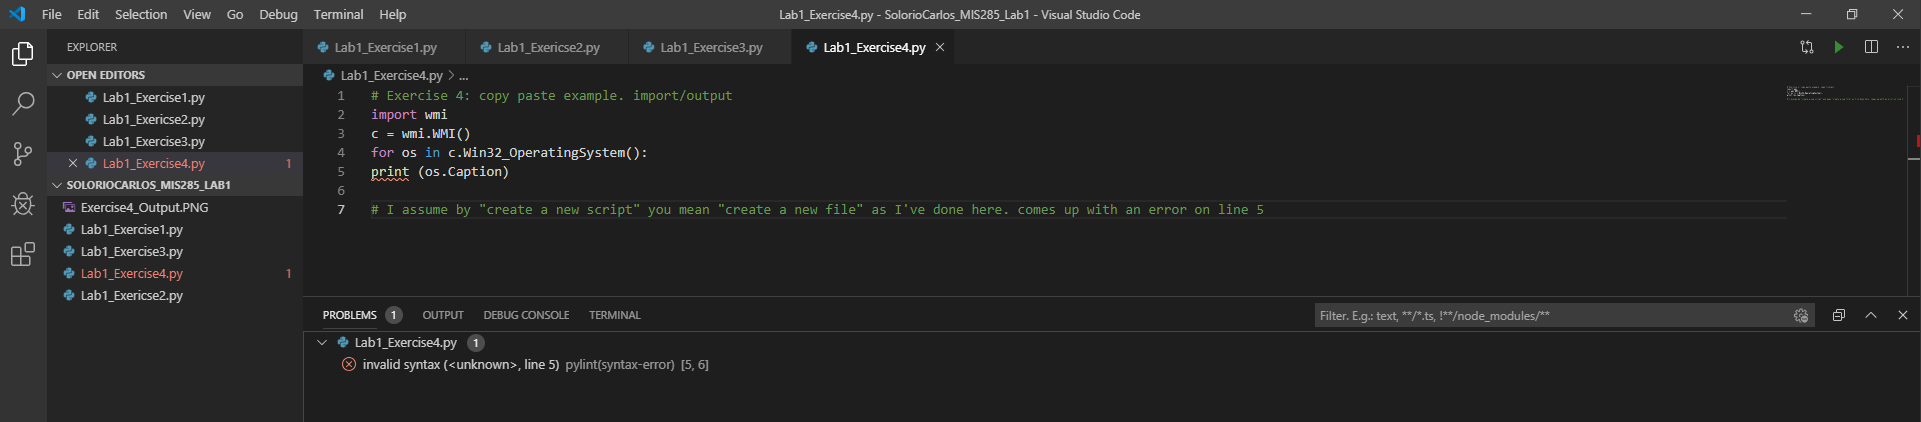 File Edit Selection View Go Debug Terminal Help
Lab1_Exercise4.py - SolorioCarlos_MIS285_Lab1 - Visual Studio Code
EXPLORER
OPEN EDITORS
Lab1_Exercise1.py
Lab1_Exericse2.py
Lab1_Exercise3.py
Lab1_Exercise4.py 1
SOLORIOCARLOS_MIS285_LAB1
Exercise4_Output.PNG
Lab1_Exercise1.py
Lab1_Exercise3.py
Lab1_Exercise4.py 1
Lab1_Exericse2.py
Lab1_Exercise1.py Lab1_Exericse2.py Lab1_Exercise3.py Lab1_Exercise4.py
Lab1_Exercise4.py > ...
1 # Exercise 4: copy paste example. import/output
2 import wmi
3 c = wmi.WMI()
4 for os in c.Win32_OperatingSystem():
5 print (os.Caption)
6
7 # I assume by "create a new script" you mean "create a new file" as I've done here. comes up with an error on line 5
PROBLEMS 1 OUTPUT DEBUG CONSOLE TERMINAL
Filter. E.g.: text, **/*.ts, !**/node_modules/**
Lab1_Exercise4.py 1
invalid syntax (<unknown>, line 5) pylint(syntax-error) [5, 6]